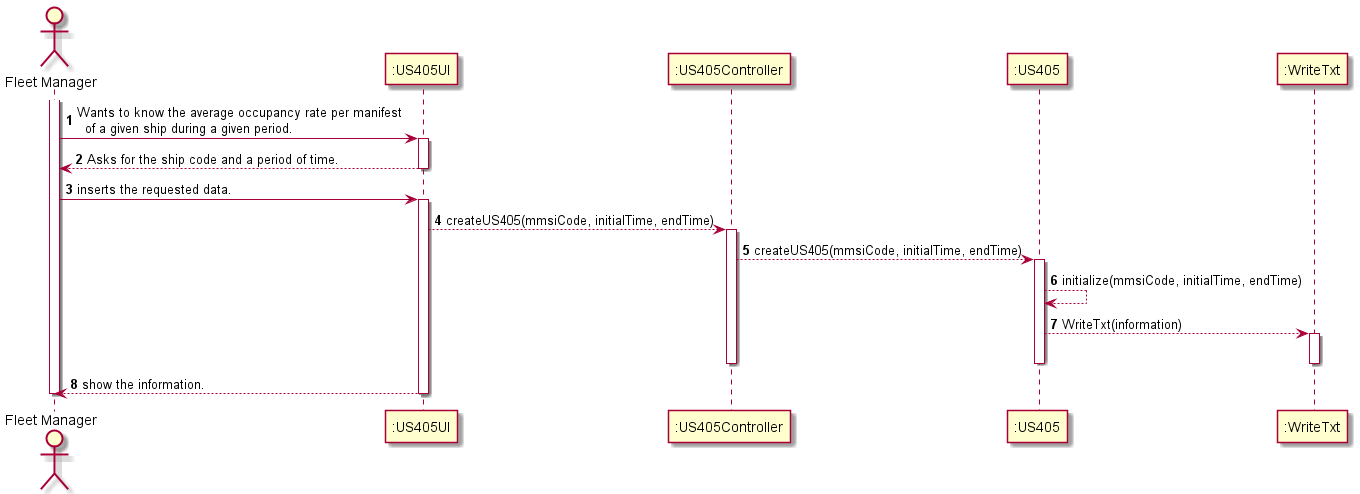 Fleet Manager
:US405UI
:US405Controller
:US405
:WriteTxt
1 Wants to know the average occupancy rate per manifest
of a given ship during a given period.
2 Asks for the ship code and a period of time.
3 inserts the requested data.
4 createUS405(mmsiCode, initialTime, endTime)
5 createUS405(mmsiCode, initialTime, endTime)
6 initialize(mmsiCode, initialTime, endTime)
7 WriteTxt(information)
8 show the information.
Fleet Manager
:US405UI
:US405Controller
:US405
:WriteTxt